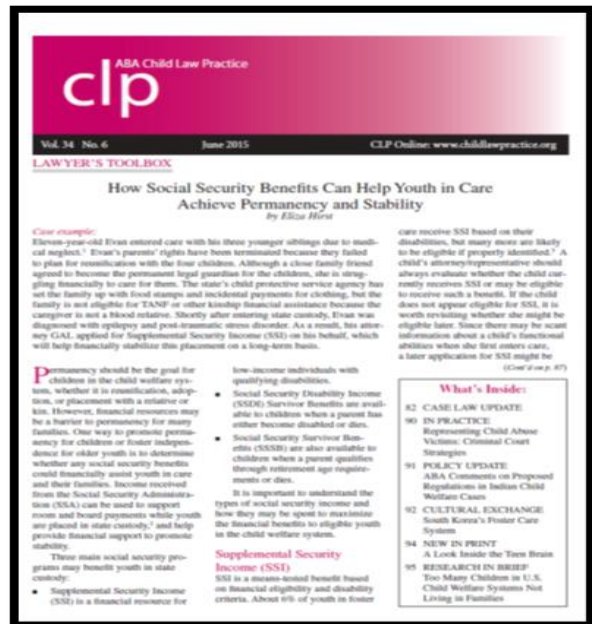 ABA Child Law Practice
clp
Vol. 34 No. 6 June 2015 CLP Online: www.childlawpractice.org
LAWYER'S TOOLBOX
How Social Security Benefits Can Help Youth in Care
Achieve Permanency and Stability
by Eliza Hirst
Case example:
Eleven-year-old Evan entered care with his three younger siblings due to medi-
cal neglect.¹ Evan's parents' rights have been terminated because they failed
to plan for reunification with the four children. Although a close family friend
agreed to become the permanent legal guardian for the children, she is strug-
gling financially to care for them. The state's child protective service agency has
set the family up with food stamps and incidental payments for clothing, but the
family is not eligible for TANF or other kinship financial assistance because the
caregiver is not a blood relative. Shortly after entering state custody, Evan was
diagnosed with epilepsy and post-traumatic stress disorder. As a result, his attor-
ney GAL applied for Supplemental Security Income (SSI) on his behalf, which
will help financially stabilize this placement on a long-term basis.
Permanency should be the goal for
children in the child welfare sys-
tem, whether it is reunification, adop-
tion, or placement with a relative or
kin. However, financial resources may
be a barrier to permanency for many
families. One way to promote perma-
nency for children or foster indepen-
dence for older youth is to determine
whether any social security benefits
could financially assist youth in care
and their families. Income received
from the Social Security Administra-
tion (SSA) can be used to support
room and board payments while youth
are placed in state custody,² and help
provide financial support to promote
stability.
Three main social security pro-
grams may benefit youth in state
custody:
• Supplemental Security Income
(SSI) is a financial resource for
low-income individuals with
qualifying disabilities.
• Social Security Disability Income
(SSDI) Survivor Benefits are avail-
able to children when a parent has
either become disabled or dies.
• Social Security Survivor Ben-
efits (SSSB) are also available to
children when a parent qualifies
through retirement age require-
ments or dies.
It is important to understand the
types of social security income and
how they may be spent to maximize
the financial benefits to eligible youth
in the child welfare system.
Supplemental Security
Income (SSI)
SSI is a means-tested benefit based
on financial eligibility and disability
criteria. About 6% of youth in foster
care receive SSI based on their
disabilities, but many more are likely
to be eligible if properly identified.³ A
child's attorney/representative should
always evaluate whether the child cur-
rently receives SSI or may be eligible
to receive such a benefit. If the child
does not appear eligible for SSI, it is
worth revisiting whether she might be
eligible later. Since there may be scant
information about a child's functional
abilities when she first enters care,
a later application for SSI might be
(Cont'd on p. 87)
What's Inside:
82 CASE LAW UPDATE
90 IN PRACTICE
Representing Child Abuse
Victims: Criminal Court
Strategies
91 POLICY UPDATE
ABA Comments on Proposed
Regulations in Indian Child
Welfare Cases
92 CULTURAL EXCHANGE
South Korea's Foster Care
System
94 NEW IN PRINT
A Look Inside the Teen Brain
95 RESEARCH IN BRIEF
Too Many Children in U.S.
Child Welfare Systems Not
Living in Families